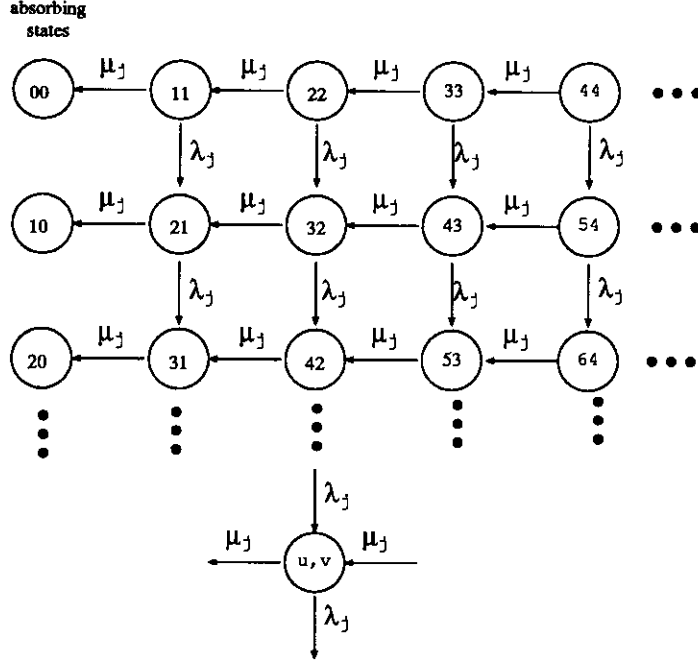 absorbing
states
μj μj μj μj
00 11 22 33 44
λj λj λj λj
μj μj μj μj
10 21 32 43 54
λj λj λj λj
μj μj μj μj
20 31 42 53 64
λj
μj μj
u,v
λj